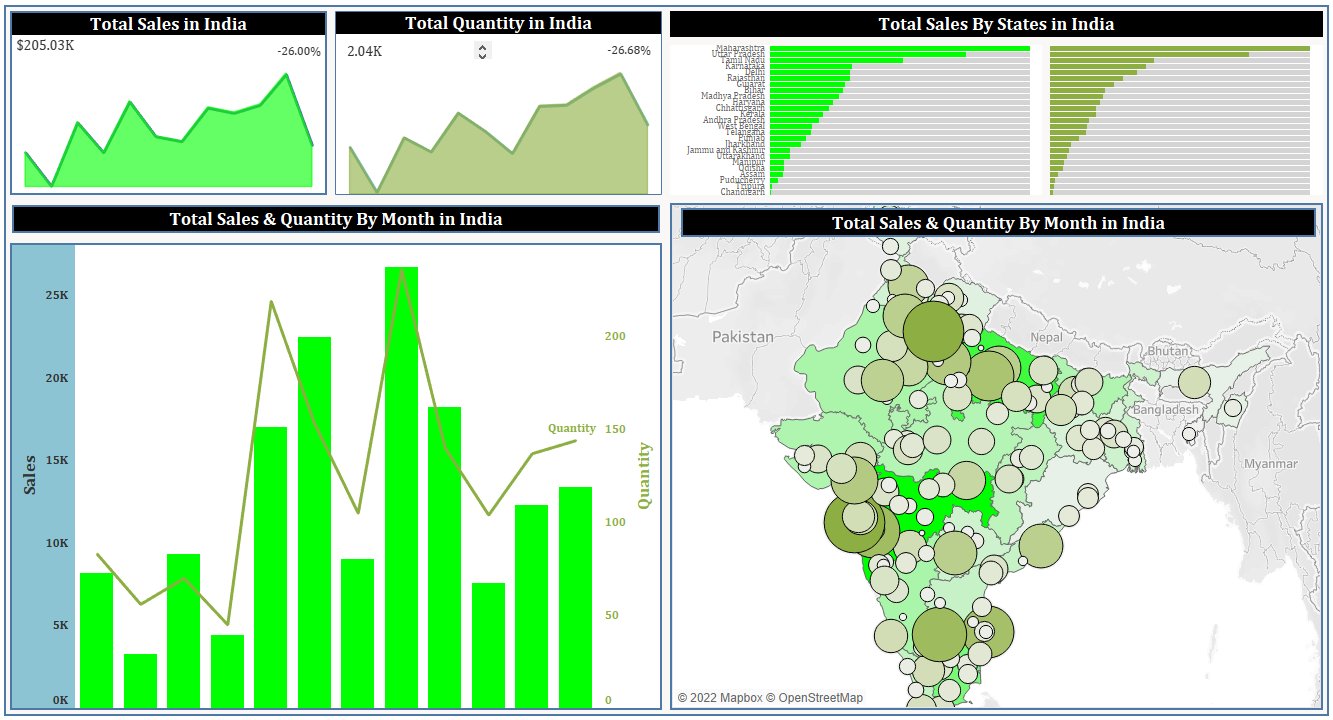 Total Sales in India
$205.03K
-26.00%
Total Quantity in India
2.04K
-26.68%
Total Sales By States in India
Maharashtra
Uttar Pradesh
Tamil Nadu
Karnataka
Delhi
Rajasthan
Gujarat
Bihar
Madhya Pradesh
Haryana
Chhattisgarh
Kerala
Andhra Pradesh
West Bengal
Telangana
Punjab
Jharkhand
Jammu and Kashmir
Uttarakhand
Manipur
Odisha
Assam
Puducherry
Tripura
Chandigarh
Total Sales & Quantity By Month in India
25K
20K
15K
10K
5K
0K
Sales
Quantity
200
150
100
50
0
Quantity
Total Sales & Quantity By Month in India
Pakistan
Nepal
Bhutan
Bangladesh
Myanmar
© 2022 Mapbox © OpenStreetMap